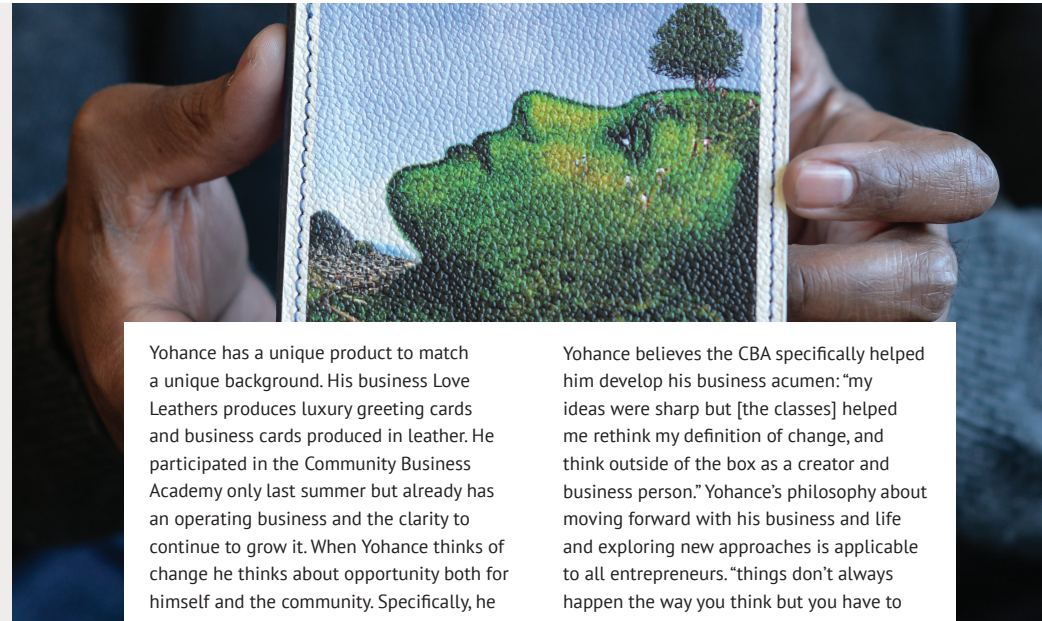 Yohance has a unique product to match
a unique background. His business Love
Leathers produces luxury greeting cards
and business cards produced in leather. He
participated in the Community Business
Academy only last summer but already has
an operating business and the clarity to
continue to grow it. When Yohance thinks of
change he thinks about opportunity both for
himself and the community. Specifically, he
Yohance believes the CBA specifically helped
him develop his business acumen: “my
ideas were sharp but [the classes] helped
me rethink my definition of change, and
think outside of the box as a creator and
business person.” Yohance’s philosophy about
moving forward with his business and life
and exploring new approaches is applicable
to all entrepreneurs. “things don’t always
happen the way you think but you have to